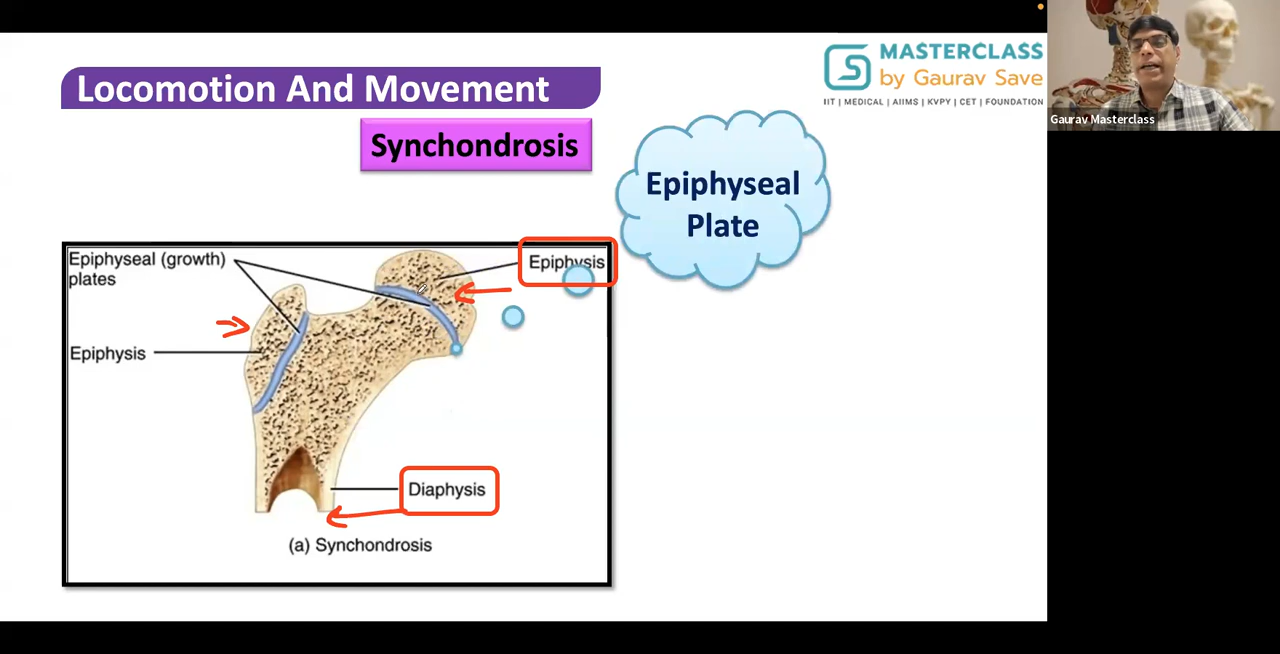 MASTERCLASS
by Gaurav Save
IIT | MEDICAL | AIIMS | KVPY | CET | FOUNDATION
Gaurav Masterclass
Locomotion And Movement
Synchondrosis
Epiphyseal
Plate
Epiphyseal (growth)
plates
Epiphysis
Epiphysis
Diaphysis
(a) Synchondrosis